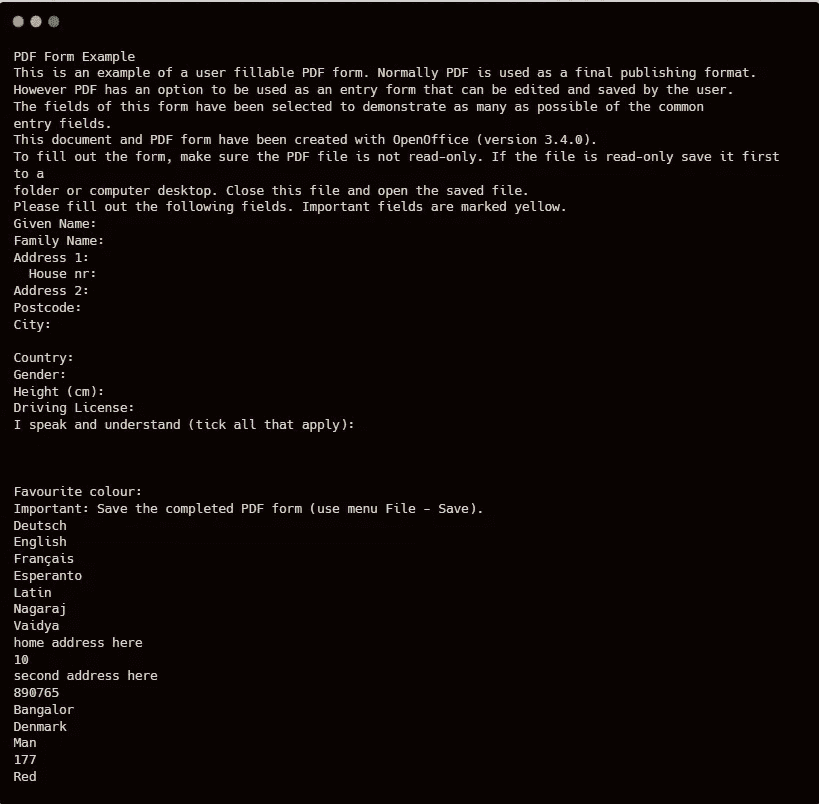 PDF Form Example
This is an example of a user fillable PDF form. Normally PDF is used as a final publishing format.
However PDF has an option to be used as an entry form that can be edited and saved by the user.
The fields of this form have been selected to demonstrate as many as possible of the common
entry fields.
This document and PDF form have been created with OpenOffice (version 3.4.0).
To fill out the form, make sure the PDF file is not read-only. If the file is read-only save it first
to a
folder or computer desktop. Close this file and open the saved file.
Please fill out the following fields. Important fields are marked yellow.
Given Name:
Family Name:
Address 1:
House nr:
Address 2:
Postcode:
City:
Country:
Gender:
Height (cm):
Driving License:
I speak and understand (tick all that apply):
Favourite colour:
Important: Save the completed PDF form (use menu File - Save).
Deutsch
English
Français
Esperanto
Latin
Nagaraj
Vaidya
home address here
10
second address here
890765
Bangalor
Denmark
Man
177
Red